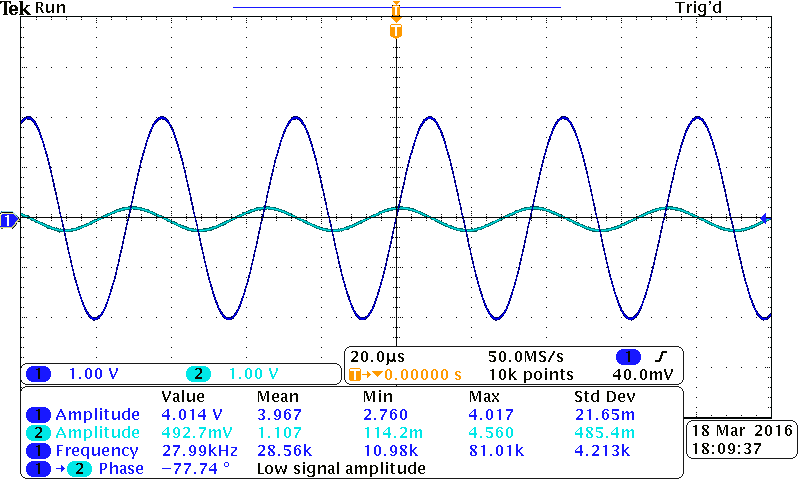 Tek Run Trig'd
T
T
1
1 1.00 V 2 1.00 V
20.0µs 50.0MS/s 1
T→▼0.00000 s 10k points 40.0mV
Value Mean Min Max Std Dev
1 Amplitude 4.014 V 3.967 2.760 4.017 21.65m
2 Amplitude 492.7mV 1.107 114.2m 4.560 485.4m
1 Frequency 27.99kHz 28.56k 10.98k 81.01k 4.213k
1 → 2 Phase −77.74 ° Low signal amplitude
18 Mar 2016
18:09:37